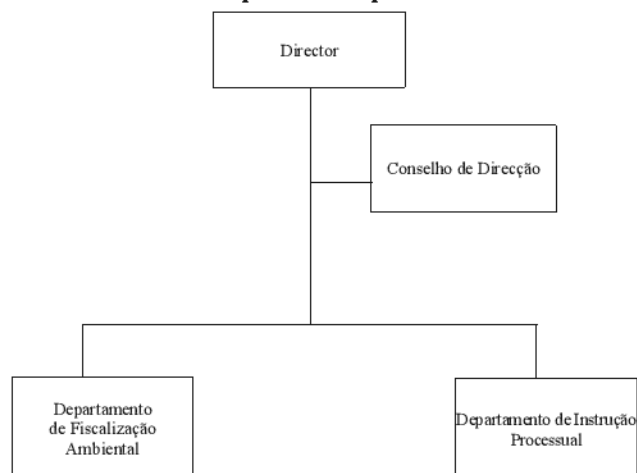 Director
Conselho de Direcção
Departamento
de Fiscalização
Ambiental
Departamento de Instrução
Processual